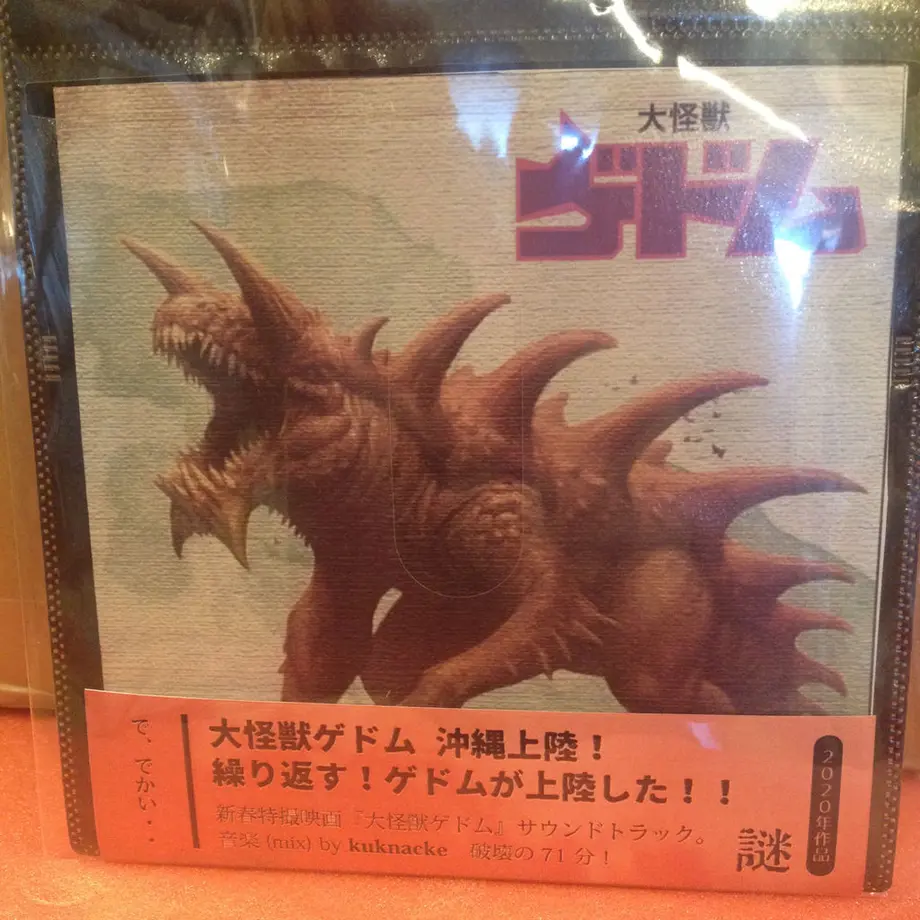 大怪獣
ゲドム
で、でかい・・
大怪獣ゲドム 沖縄上陸！
繰り返す！ゲドムが上陸した！！
新春特撮映画『大怪獣ゲドム』サウンドトラック。
音楽 (mix) by kuknacke 破壊の 71 分！
謎
2020年作品